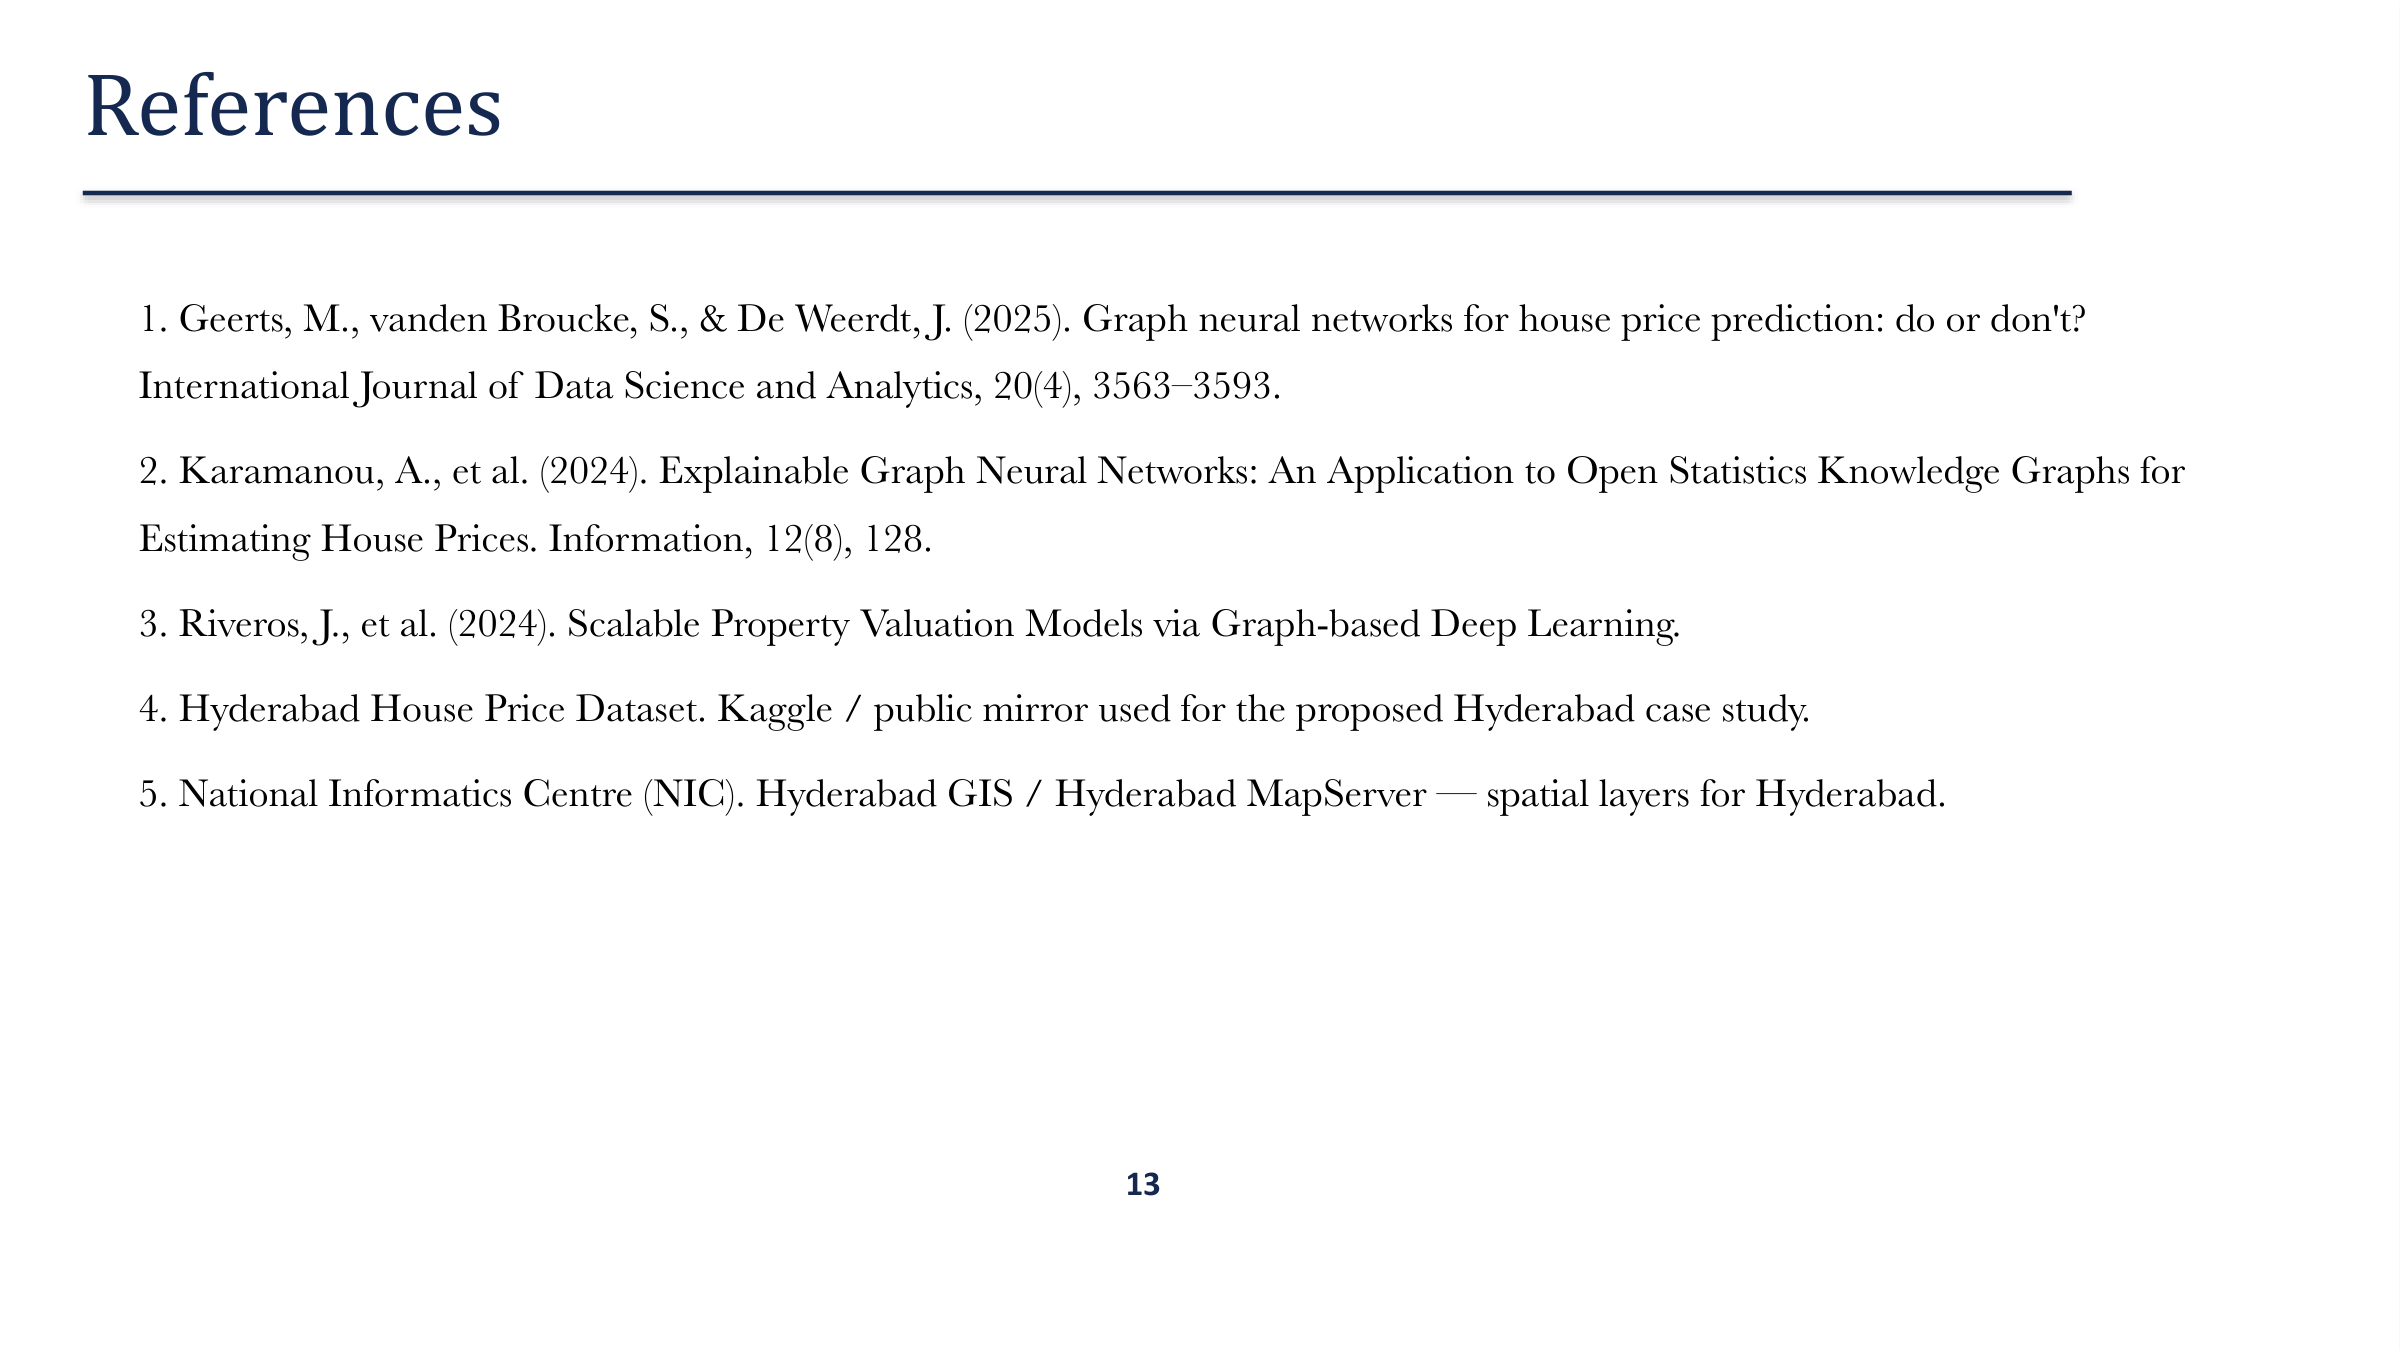 References
1. Geerts, M., vanden Broucke, S., & De Weerdt, J. (2025). Graph neural networks for house price prediction: do or don't?
International Journal of Data Science and Analytics, 20(4), 3563–3593.
2. Karamanou, A., et al. (2024). Explainable Graph Neural Networks: An Application to Open Statistics Knowledge Graphs for
Estimating House Prices. Information, 12(8), 128.
3. Riveros, J., et al. (2024). Scalable Property Valuation Models via Graph-based Deep Learning.
4. Hyderabad House Price Dataset. Kaggle / public mirror used for the proposed Hyderabad case study.
5. National Informatics Centre (NIC). Hyderabad GIS / Hyderabad MapServer — spatial layers for Hyderabad.
13